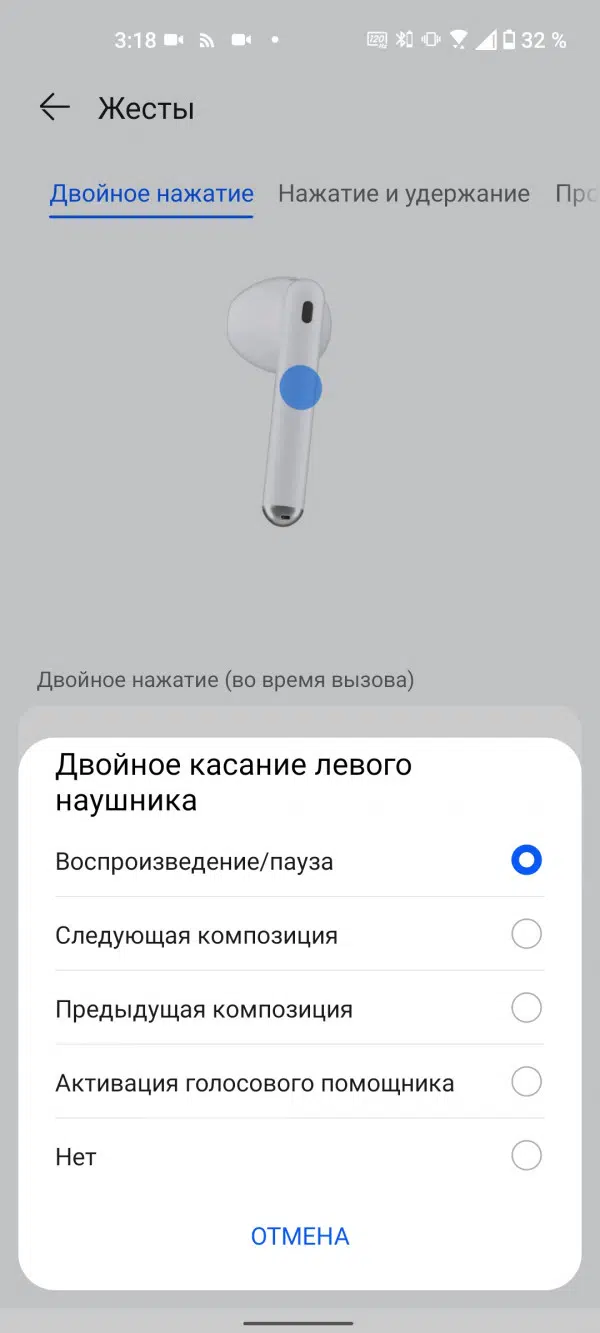 3:18
120
32 %
Жесты
Двойное нажатие
Нажатие и удержание
Про
Двойное нажатие (во время вызова)
Двойное касание левого
наушника
Воспроизведение/пауза
Следующая композиция
Предыдущая композиция
Активация голосового помощника
Нет
ОТМЕНА